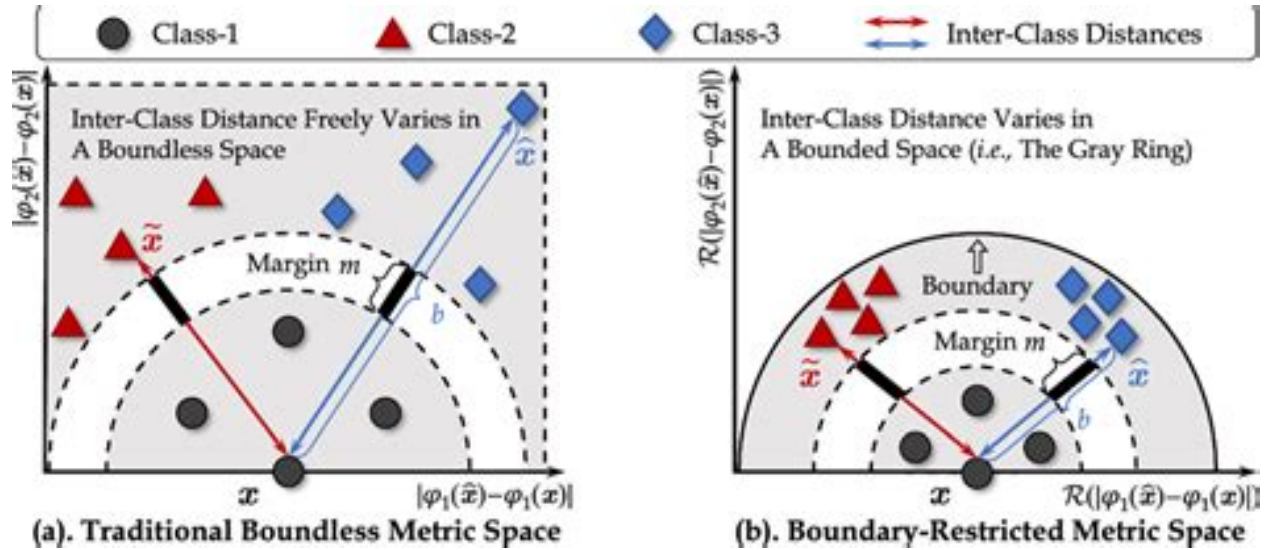 Class-1 Class-2 Class-3 Inter-Class Distances
|φ₂(x̂)−φ₂(x)|
Inter-Class Distance Freely Varies in
A Boundless Space
x̂
x̃
Margin m
b
x
|φ₁(x̂)−φ₁(x)|
(a). Traditional Boundless Metric Space
R(|φ₂(x̂)−φ₂(x)|)
Inter-Class Distance Varies in
A Bounded Space (i.e., The Gray Ring)
Boundary
Margin m
x̃
x̂
b
x
R(|φ₁(x̂)−φ₁(x)|)
(b). Boundary-Restricted Metric Space